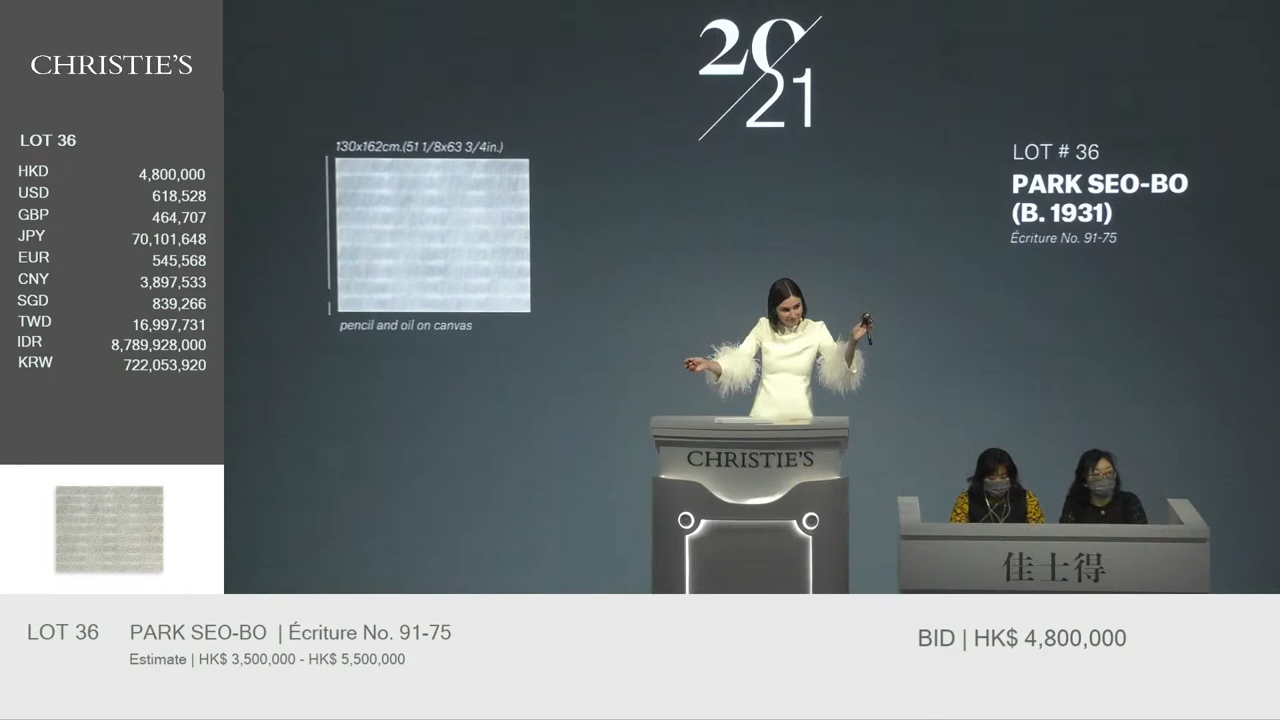 CHRISTIE'S
LOT 36
HKD 4,800,000
USD 618,528
GBP 464,707
JPY 70,101,648
EUR 545,568
CNY 3,897,533
SGD 839,266
TWD 16,997,731
IDR 8,789,928,000
KRW 722,053,920
20/21
130x162cm.(51 1/8x63 3/4in.)
pencil and oil on canvas
LOT # 36
PARK SEO-BO
(B. 1931)
Écriture No. 91-75
CHRISTIE'S
佳士得
LOT 36 PARK SEO-BO | Écriture No. 91-75
Estimate | HK$ 3,500,000 - HK$ 5,500,000
BID | HK$ 4,800,000